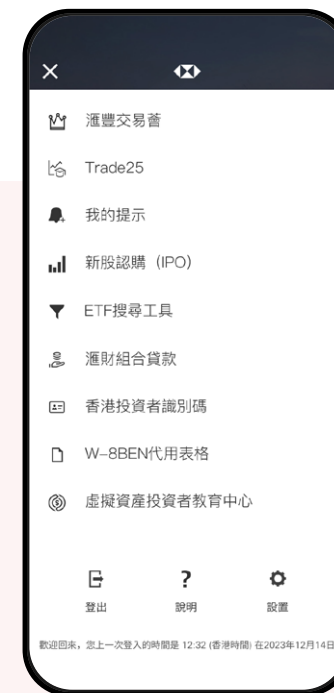 滙豐交易薈
Trade25
我的提示
新股認購（IPO）
ETF搜尋工具
滙財組合貸款
香港投資者識別碼
W-8BEN代用表格
虛擬資產投資者教育中心
登出 說明 設置
歡迎回來，您上一次登入的時間是 12:32 (香港時間) 在2023年12月14日